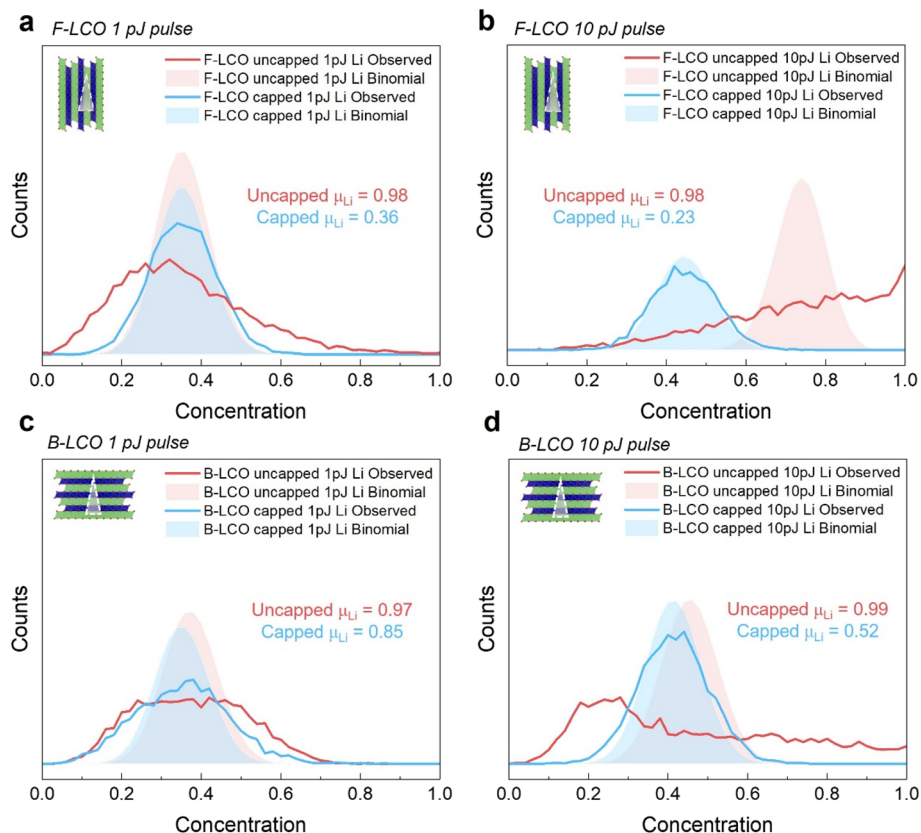 a
F-LCO 1 pJ pulse
F-LCO uncapped 1pJ Li Observed
F-LCO uncapped 1pJ Li Binomial
F-LCO capped 1pJ Li Observed
F-LCO capped 1pJ Li Binomial
Uncapped μLi = 0.98
Capped μLi = 0.36
Counts
0.0 0.2 0.4 0.6 0.8 1.0
Concentration
b
F-LCO 10 pJ pulse
F-LCO uncapped 10pJ Li Observed
F-LCO uncapped 10pJ Li Binomial
F-LCO capped 10pJ Li Observed
F-LCO capped 10pJ Li Binomial
Uncapped μLi = 0.98
Capped μLi = 0.23
Counts
0.0 0.2 0.4 0.6 0.8 1.0
Concentration
c
B-LCO 1 pJ pulse
B-LCO uncapped 1pJ Li Observed
B-LCO uncapped 1pJ Li Binomial
B-LCO capped 1pJ Li Observed
B-LCO capped 1pJ Li Binomial
Uncapped μLi = 0.97
Capped μLi = 0.85
Counts
0.0 0.2 0.4 0.6 0.8 1.0
Concentration
d
B-LCO 10 pJ pulse
B-LCO uncapped 10pJ Li Observed
B-LCO uncapped 10pJ Li Binomial
B-LCO capped 10pJ Li Observed
B-LCO capped 10pJ Li Binomial
Uncapped μLi = 0.99
Capped μLi = 0.52
Counts
0.0 0.2 0.4 0.6 0.8 1.0
Concentration